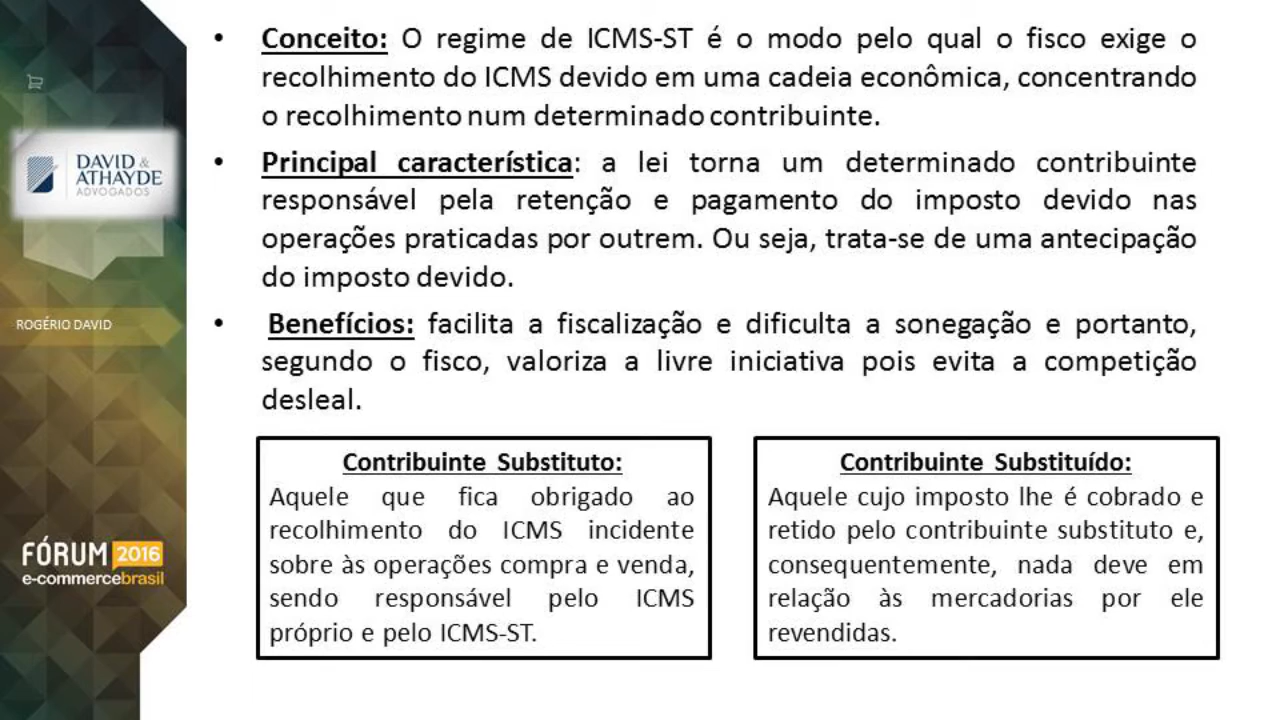 • Conceito: O regime de ICMS-ST é o modo pelo qual o fisco exige o
recolhimento do ICMS devido em uma cadeia econômica, concentrando
o recolhimento num determinado contribuinte.
• Principal característica: a lei torna um determinado contribuinte
responsável pela retenção e pagamento do imposto devido nas
operações praticadas por outrem. Ou seja, trata-se de uma antecipação
do imposto devido.
• Benefícios: facilita a fiscalização e dificulta a sonegação e portanto,
segundo o fisco, valoriza a livre iniciativa pois evita a competição
desleal.
Contribuinte Substituto:
Aquele que fica obrigado ao
recolhimento do ICMS incidente
sobre às operações compra e venda,
sendo responsável pelo ICMS
próprio e pelo ICMS-ST.
Contribuinte Substituído:
Aquele cujo imposto lhe é cobrado e
retido pelo contribuinte substituto e,
consequentemente, nada deve em
relação às mercadorias por ele
revendidas.
DAVID &
ATHAYDE
ADVOGADOS
ROGÉRIO DAVID
FÓRUM 2016
e-commercebrasil